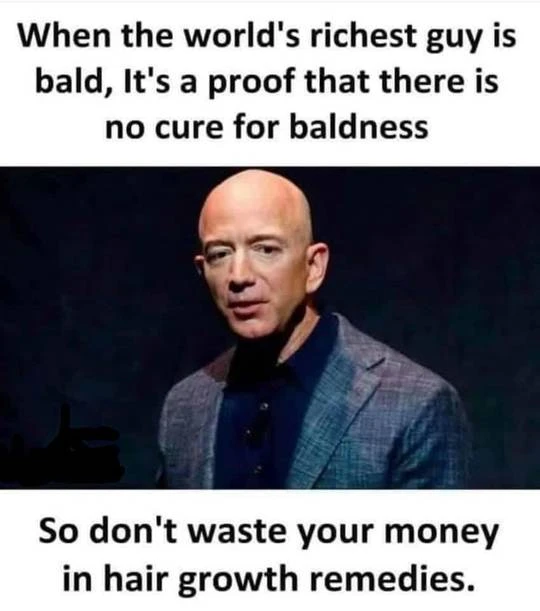 When the world's richest guy is
bald, It's a proof that there is
no cure for baldness
So don't waste your money
in hair growth remedies.